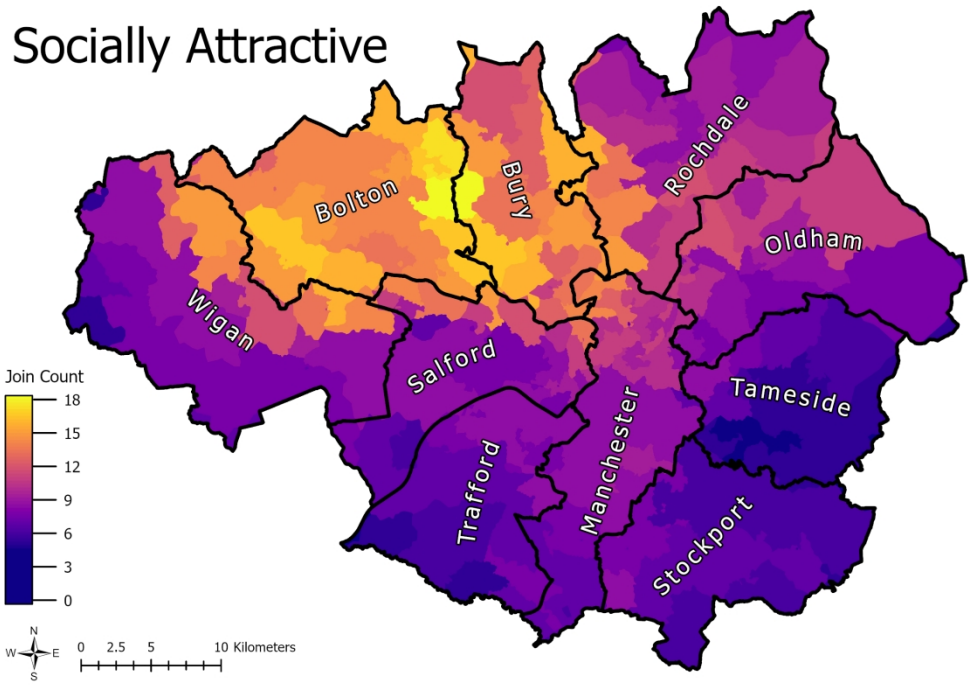 Socially Attractive
Rochdale
Bury
Bolton
Oldham
Wigan
Salford
Tameside
Manchester
Trafford
Stockport
Join Count
18
15
12
9
6
3
0
N
W E
S
0 2.5 5 10 Kilometers